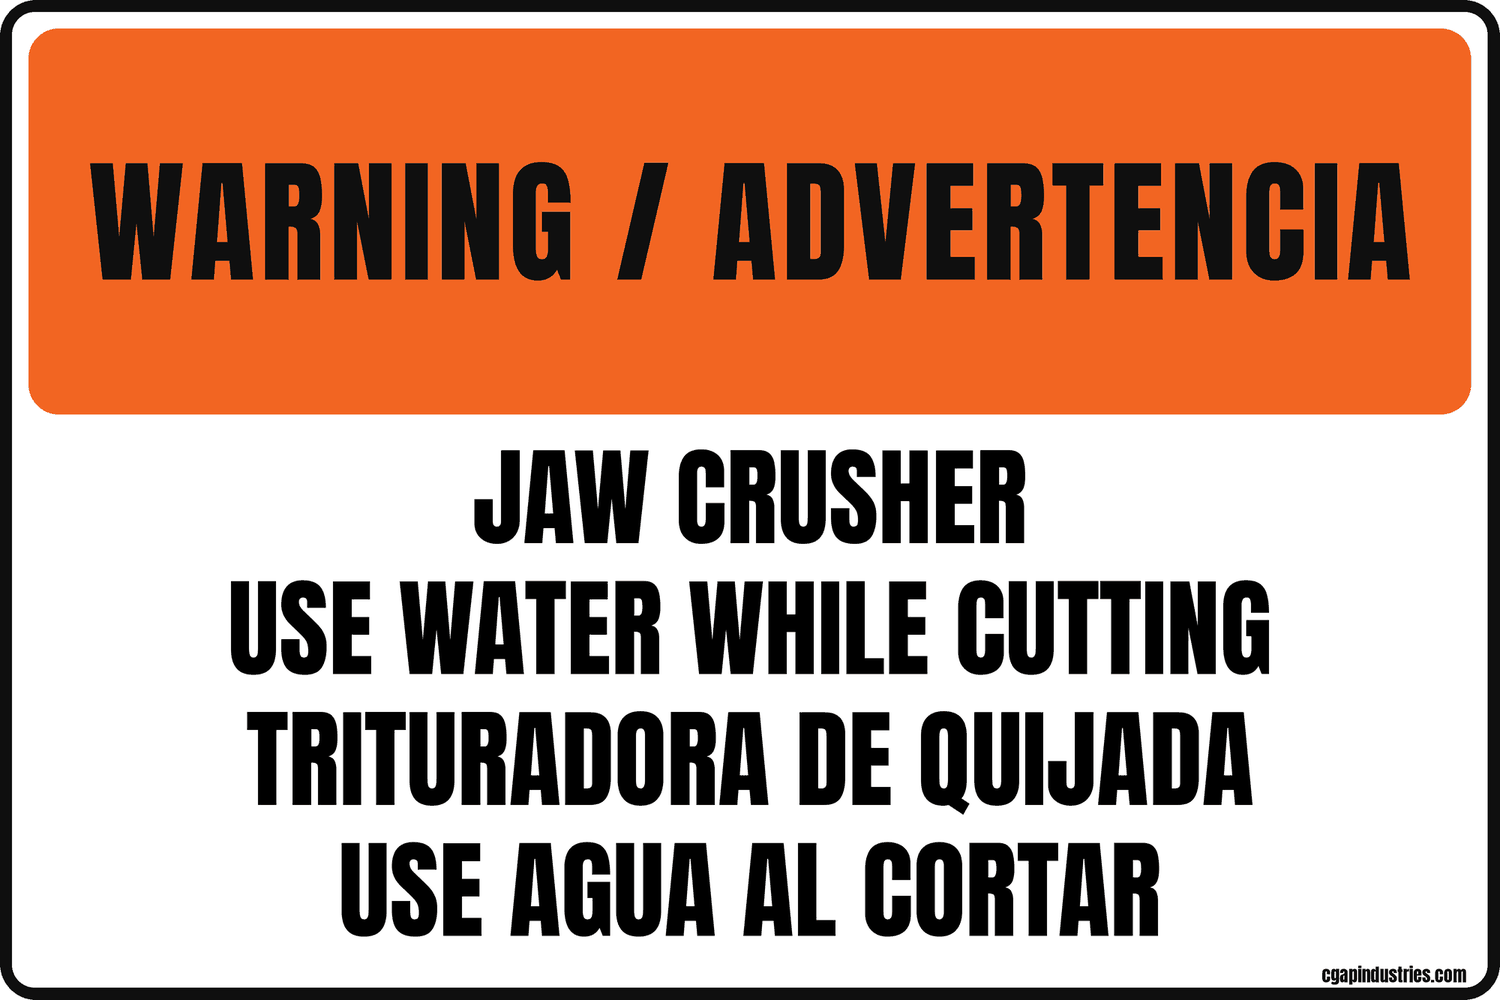 WARNING / ADVERTENCIA
JAW CRUSHER
USE WATER WHILE CUTTING
TRITURADORA DE QUIJADA
USE AGUA AL CORTAR
cgapindustries.com